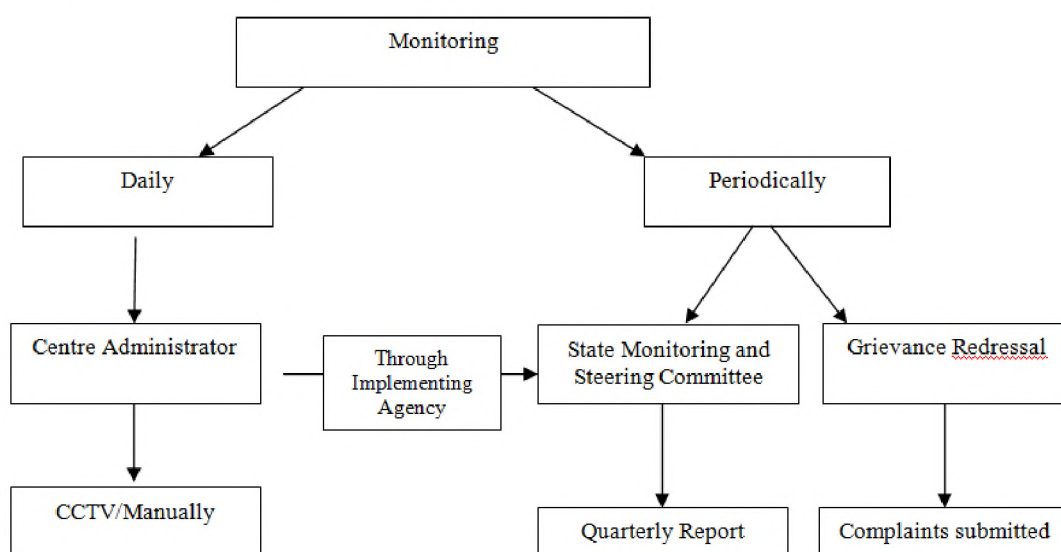 Monitoring
Daily
Periodically
Centre Administrator
Through
Implementing
Agency
State Monitoring and
Steering Committee
Grievance Redressal
CCTV/Manually
Quarterly Report
Complaints submitted